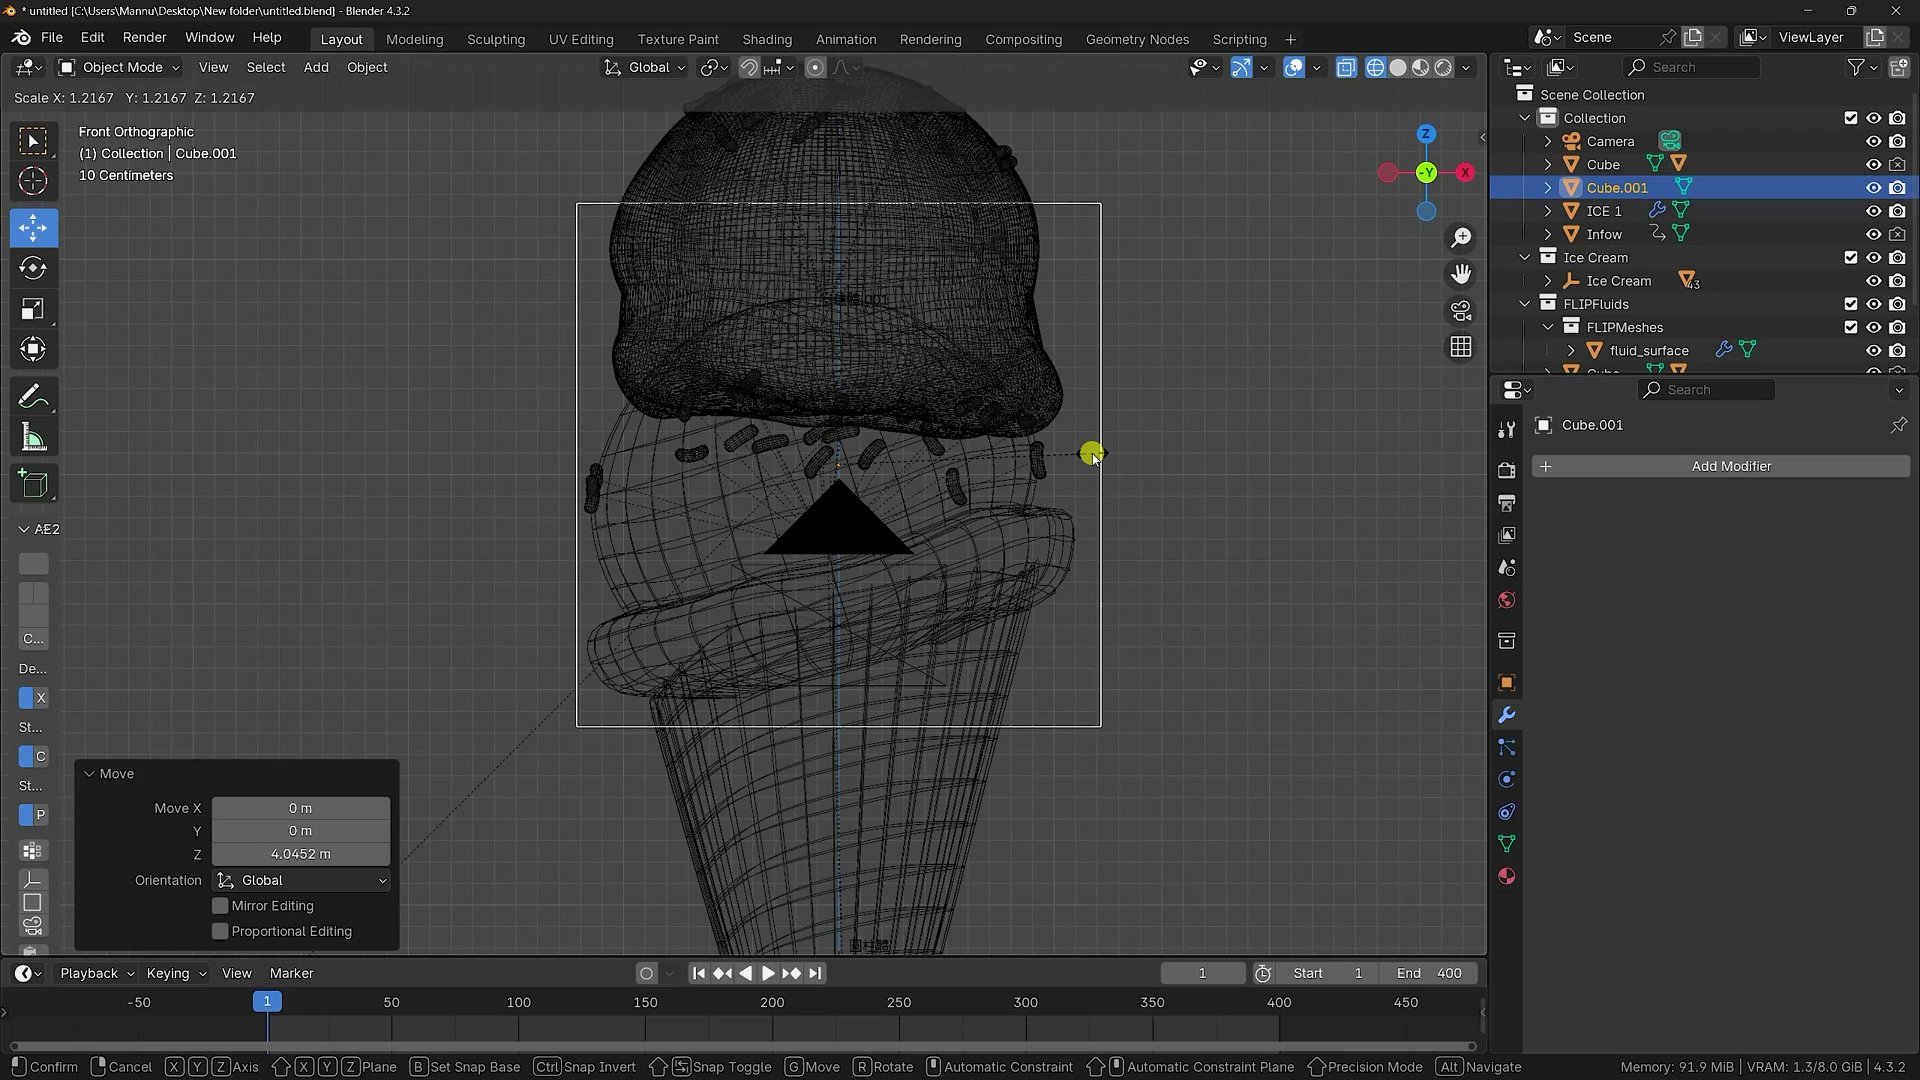 * untitled [C:\Users\Mannu\Desktop\New folder\untitled.blend] - Blender 4.3.2
File Edit Render Window Help
Layout Modeling Sculpting UV Editing Texture Paint Shading Animation Rendering Compositing Geometry Nodes Scripting +
Scene
ViewLayer
Object Mode View Select Add Object
Global
Scale X: 1.2167 Y: 1.2167 Z: 1.2167
Front Orthographic
(1) Collection | Cube.001
10 Centimeters
Z
-Y
X
AE2
C...
De...
X
St...
C
St...
P
Move
Move X 0 m
Y 0 m
Z 4.0452 m
Orientation Global
Mirror Editing
Proportional Editing
Search
Scene Collection
Collection
Camera
Cube
Cube.001
ICE 1
Infow
Ice Cream
Ice Cream 43
FLIPFluids
FLIPMeshes
fluid_surface
Search
Cube.001
+ Add Modifier
Playback Keying View Marker
1
Start 1
End 400
-50 1 50 100 150 200 250 300 350 400 450
Confirm Cancel X Y Z Axis X Y Z Plane B Set Snap Base Ctrl Snap Invert Snap Toggle G Move R Rotate Automatic Constraint Automatic Constraint Plane Precision Mode Alt Navigate
Memory: 91.9 MiB | VRAM: 1.3/8.0 GiB | 4.3.2